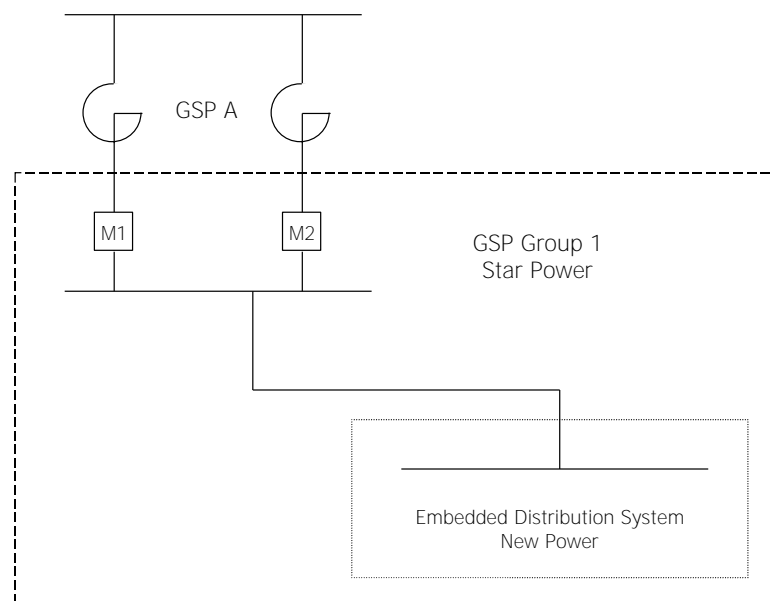 GSP A
M1
M2
GSP Group 1
Star Power
Embedded Distribution System
New Power